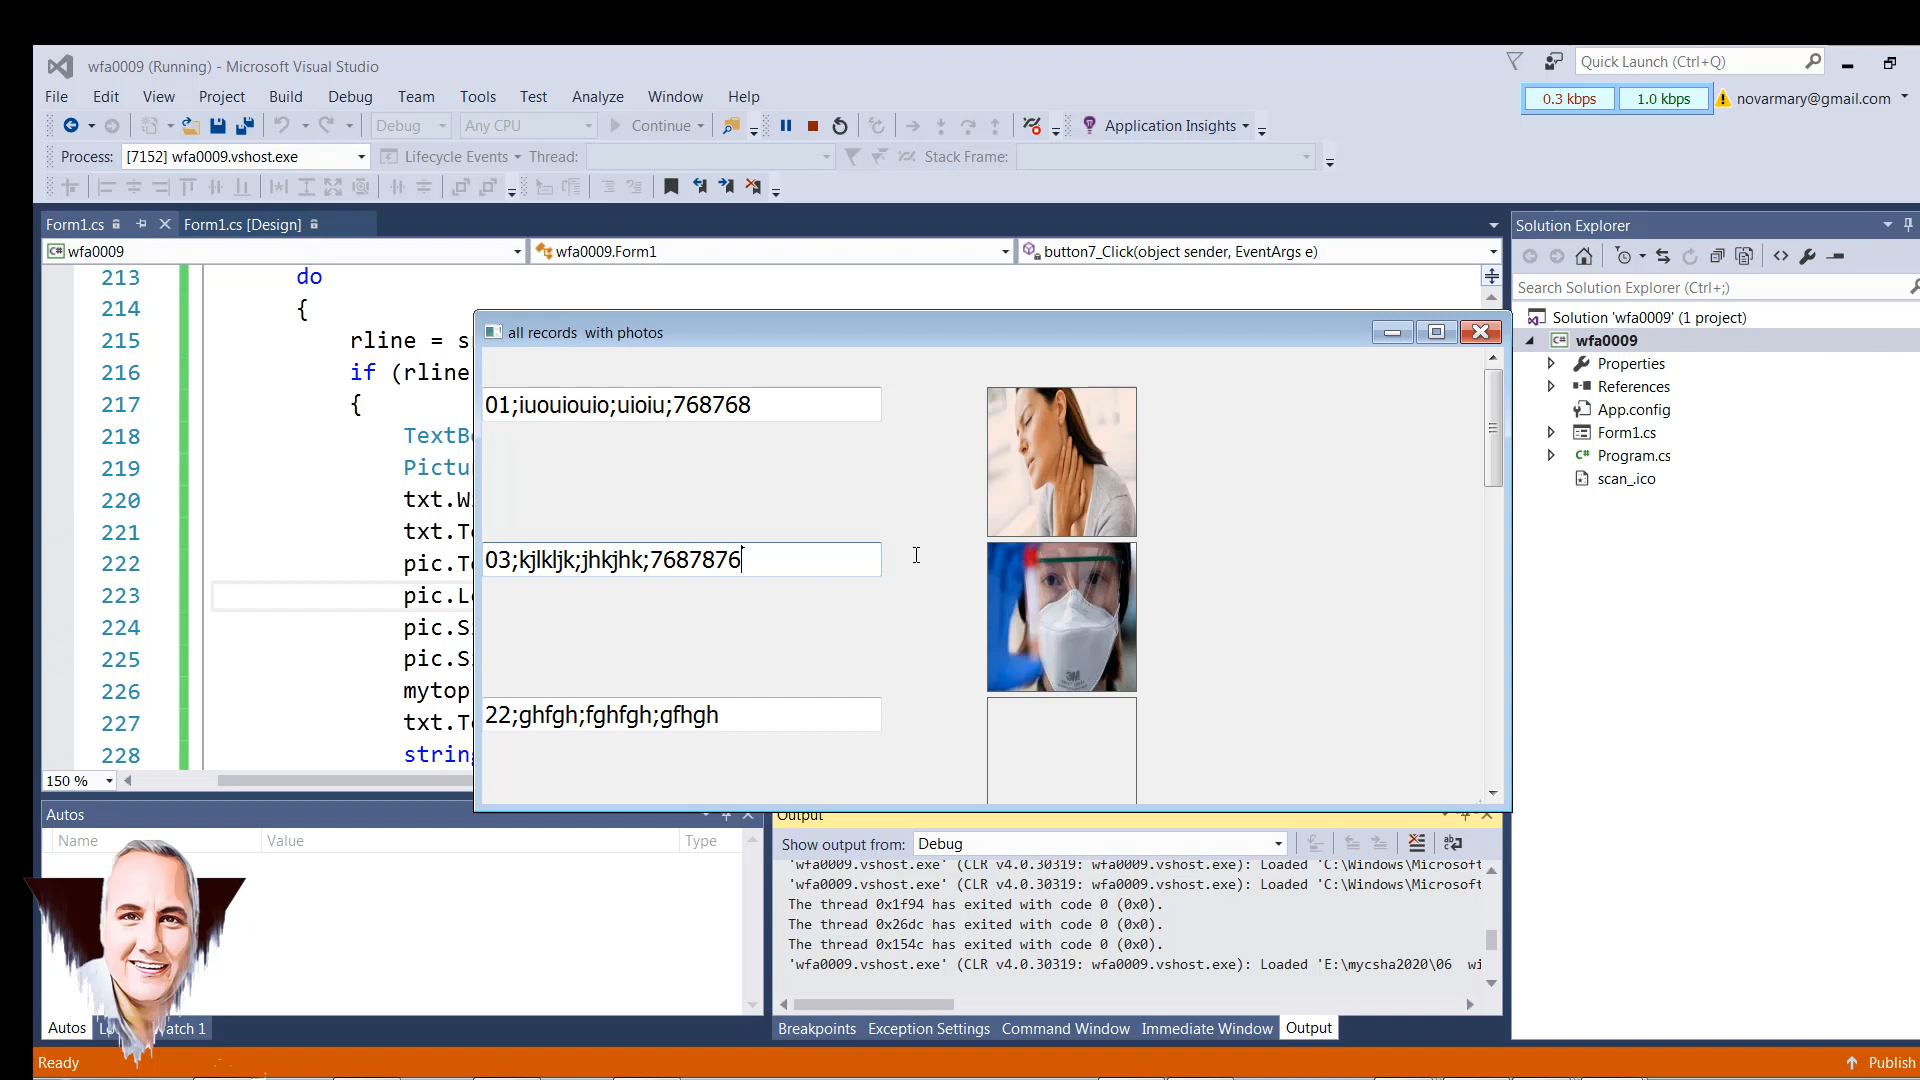 wfa0009 (Running) - Microsoft Visual Studio
Quick Launch (Ctrl+Q)
File Edit View Project Build Debug Team Tools Test Analyze Window Help
0.3 kbps 1.0 kbps novarmary@gmail.com
Debug Any CPU Continue Application Insights
Process: [7152] wfa0009.vshost.exe Lifecycle Events Thread: Stack Frame:
Form1.cs Form1.cs [Design]
wfa0009 wfa0009.Form1 button7_Click(object sender, EventArgs e)
213 do
214 {
215 rline = s
216 if (rline
217 {
218 TextB
219 Pictu
220 txt.W
221 txt.T
222 pic.T
223 pic.L
224 pic.S
225 pic.S
226 mytop
227 txt.T
228 strin
150 %
all records with photos
01;iuouiouio;uioiu;768768
03;kjlkljk;jhkjhk;7687876
22;ghfgh;fghfgh;gfhgh
Solution Explorer
Search Solution Explorer (Ctrl+;)
Solution 'wfa0009' (1 project)
wfa0009
Properties
References
App.config
Form1.cs
Program.cs
scan_.ico
Autos
Name Value Type
Autos Lo atch 1
Output
Show output from: Debug
'wfa0009.vshost.exe' (CLR v4.0.30319: wfa0009.vshost.exe): Loaded 'C:\Windows\Microsoft
'wfa0009.vshost.exe' (CLR v4.0.30319: wfa0009.vshost.exe): Loaded 'C:\Windows\Microsoft
The thread 0x1f94 has exited with code 0 (0x0).
The thread 0x26dc has exited with code 0 (0x0).
The thread 0x154c has exited with code 0 (0x0).
'wfa0009.vshost.exe' (CLR v4.0.30319: wfa0009.vshost.exe): Loaded 'E:\mycsha2020\06 wi
Breakpoints Exception Settings Command Window Immediate Window Output
Ready
Publish